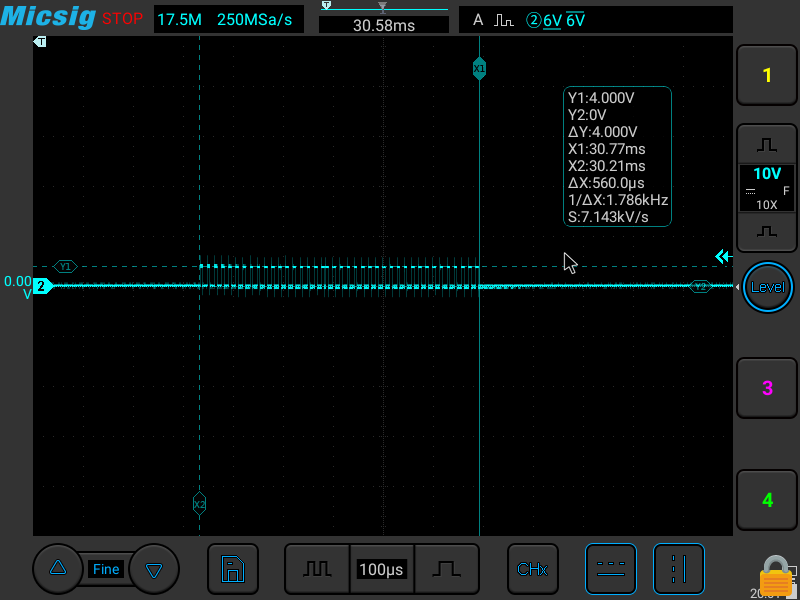 Micsig STOP 17.5M 250MSa/s T 30.58ms A ②6V 6V
T
X1
1
Y1:4.000V
Y2:0V
ΔY:4.000V
X1:30.77ms
X2:30.21ms
ΔX:560.0µs
1/ΔX:1.786kHz
S:7.143kV/s
10V
F
10X
Y1
0.00
V
2
Y2
Level
3
X2
4
Fine
100µs
CHx